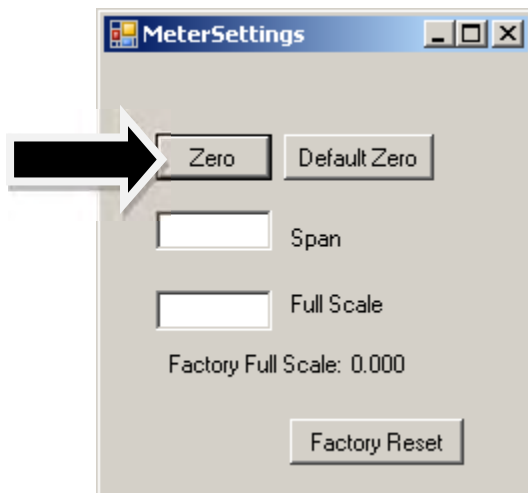 MeterSettings
Zero Default Zero
Span
Full Scale
Factory Full Scale: 0.000
Factory Reset